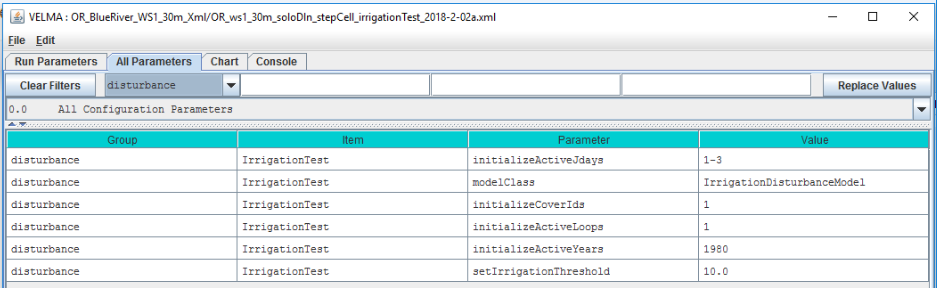 VELMA : OR_BlueRiver_WS1_30m_Xml/OR_ws1_30m_soloDIn_stepCell_irrigationTest_2018-2-02a.xml
File Edit
Run Parameters All Parameters Chart Console
Clear Filters disturbance Replace Values
0.0 All Configuration Parameters
Group Item Parameter Value
disturbance IrrigationTest initializeActiveJdays 1-3
disturbance IrrigationTest modelClass IrrigationDisturbanceModel
disturbance IrrigationTest initializeCoverIds 1
disturbance IrrigationTest initializeActiveLoops 1
disturbance IrrigationTest initializeActiveYears 1980
disturbance IrrigationTest setIrrigationThreshold 10.0